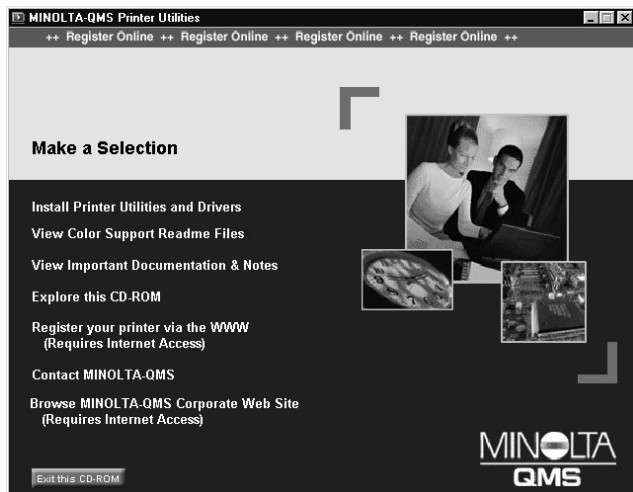 MINOLTA-QMS Printer Utilities
++ Register Online ++ Register Online ++ Register Online ++ Register Online ++
Make a Selection
Install Printer Utilities and Drivers
View Color Support Readme Files
View Important Documentation & Notes
Explore this CD-ROM
Register your printer via the WWW
(Requires Internet Access)
Contact MINOLTA-QMS
Browse MINOLTA-QMS Corporate Web Site
(Requires Internet Access)
MINOLTA
QMS
Exit this CD-ROM